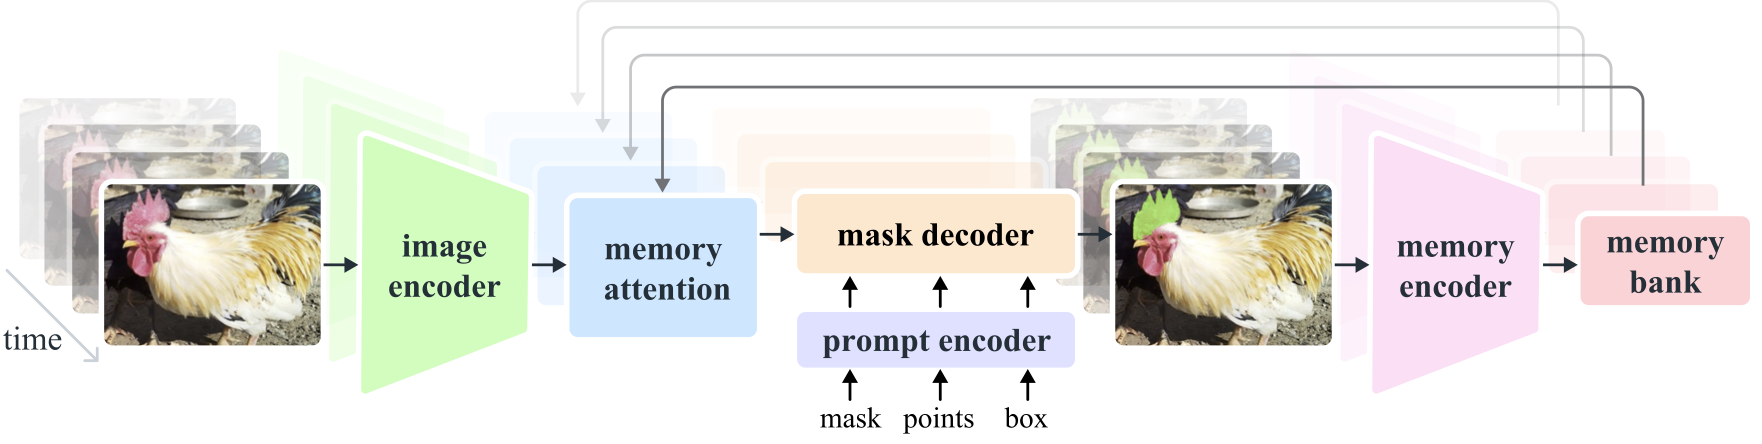 time
image
encoder
memory
attention
mask decoder
prompt encoder
mask points box
memory
encoder
memory
bank